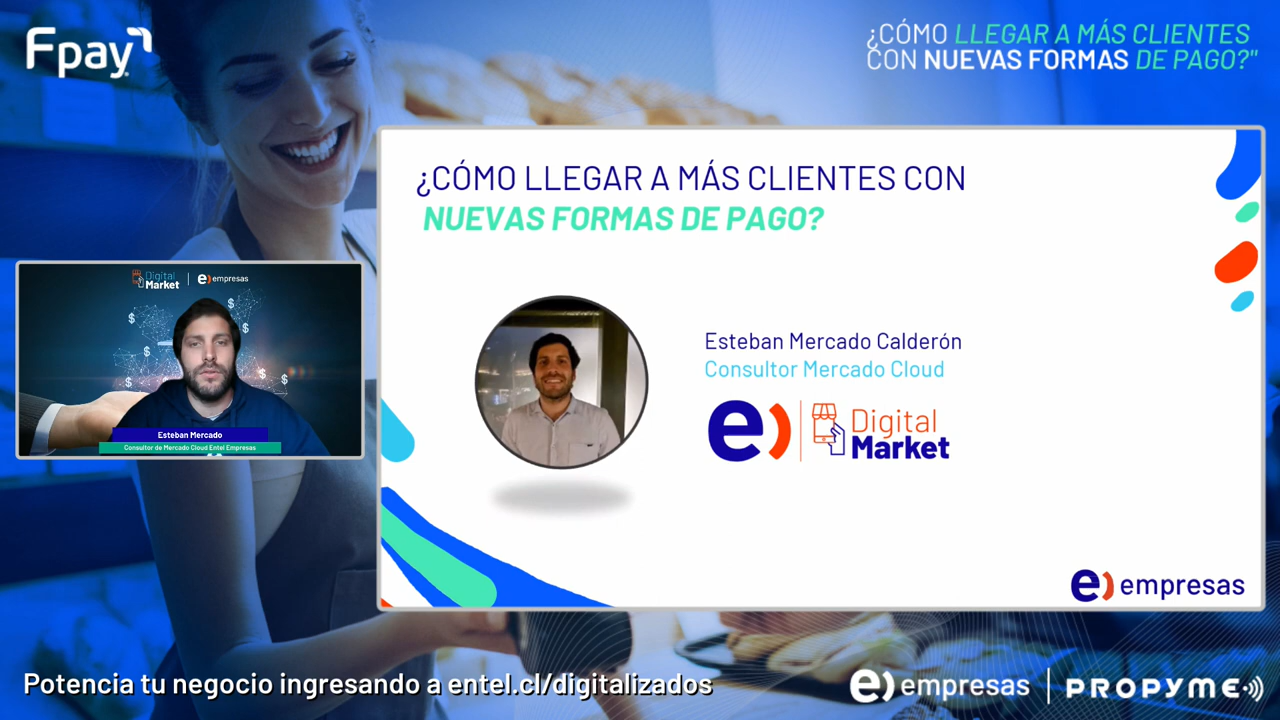 Fpay
¿CÓMO LLEGAR A MÁS CLIENTES
CON NUEVAS FORMAS DE PAGO?"
¿CÓMO LLEGAR A MÁS CLIENTES CON
NUEVAS FORMAS DE PAGO?
Digital
Market
e) empresas
$
$
$
$
$
$
Esteban Mercado
Consultor de Mercado Cloud Entel Empresas
Esteban Mercado Calderón
Consultor Mercado Cloud
e)
Digital
Market
e) empresas
Potencia tu negocio ingresando a entel.cl/digitalizados
e) empresas
PROPYME